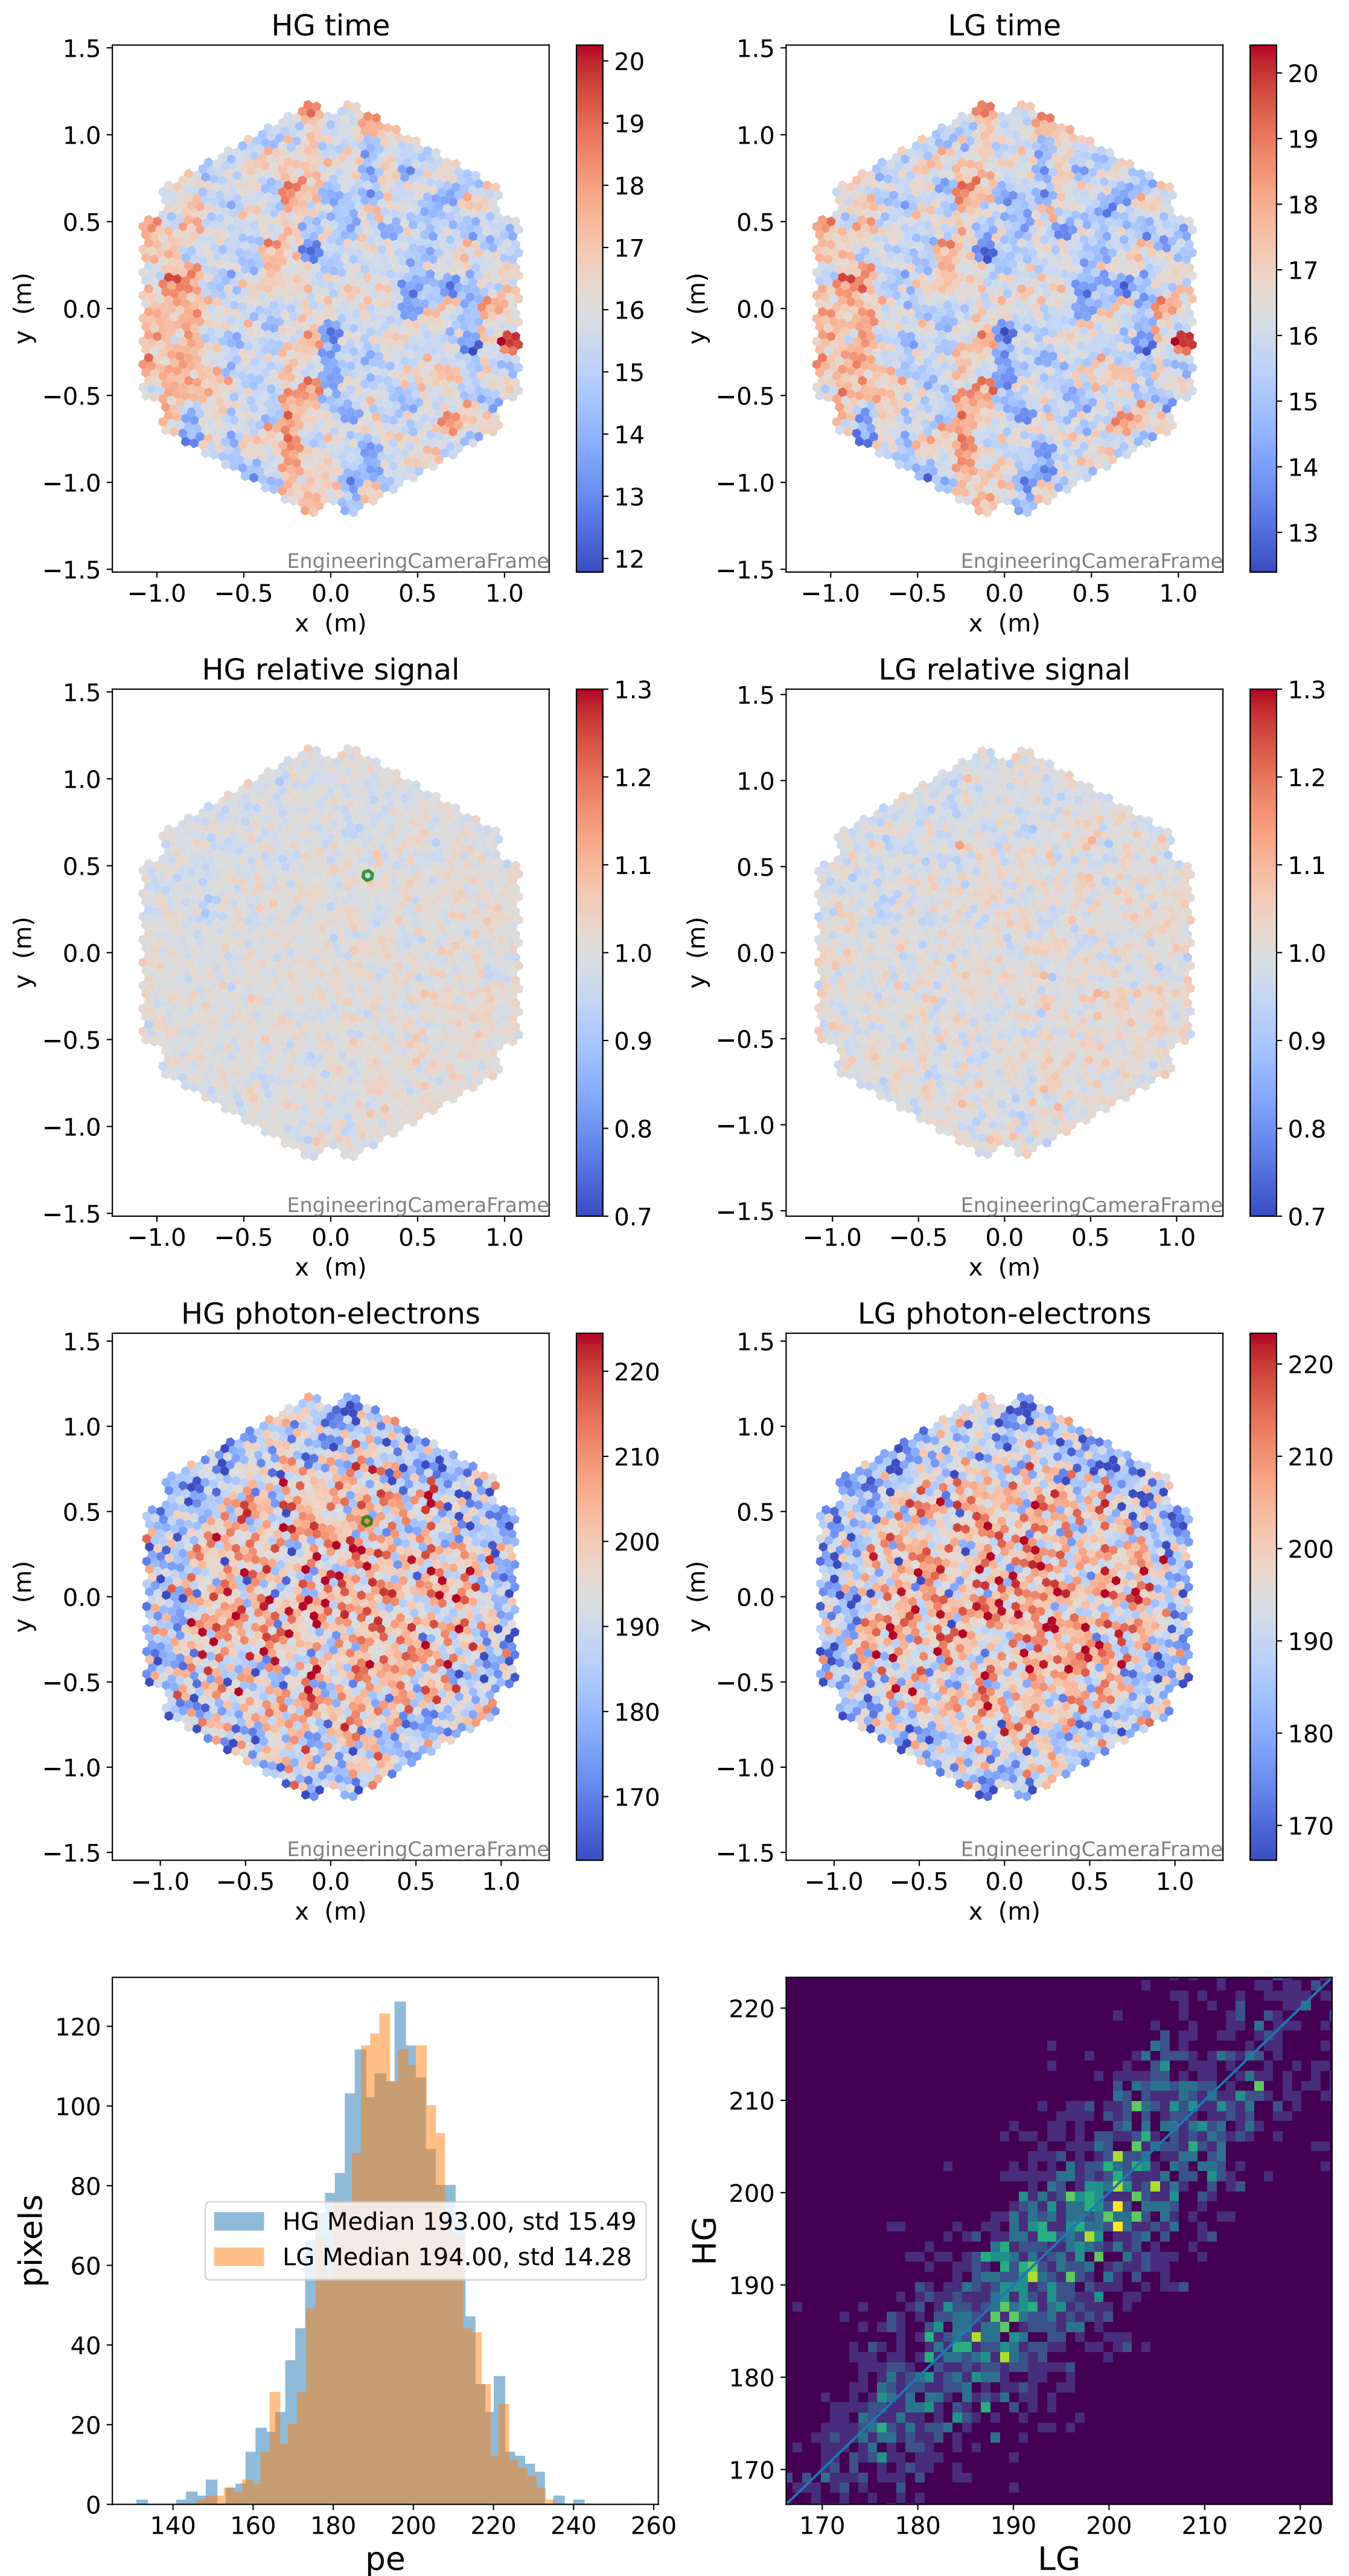 HG time
1.5
1.0
0.5
0.0
−0.5
−1.0
−1.5
y (m)
−1.0 −0.5 0.0 0.5 1.0
x (m)
EngineeringCameraFrame
20
19
18
17
16
15
14
13
12
LG time
1.5
1.0
0.5
0.0
−0.5
−1.0
−1.5
y (m)
−1.0 −0.5 0.0 0.5 1.0
x (m)
EngineeringCameraFrame
20
19
18
17
16
15
14
13
HG relative signal
1.5
1.0
0.5
0.0
−0.5
−1.0
−1.5
y (m)
−1.0 −0.5 0.0 0.5 1.0
x (m)
EngineeringCameraFrame
1.3
1.2
1.1
1.0
0.9
0.8
0.7
LG relative signal
1.5
1.0
0.5
0.0
−0.5
−1.0
−1.5
y (m)
−1.0 −0.5 0.0 0.5 1.0
x (m)
EngineeringCameraFrame
1.3
1.2
1.1
1.0
0.9
0.8
0.7
HG photon-electrons
1.5
1.0
0.5
0.0
−0.5
−1.0
−1.5
y (m)
−1.0 −0.5 0.0 0.5 1.0
x (m)
EngineeringCameraFrame
220
210
200
190
180
170
LG photon-electrons
1.5
1.0
0.5
0.0
−0.5
−1.0
−1.5
y (m)
−1.0 −0.5 0.0 0.5 1.0
x (m)
EngineeringCameraFrame
220
210
200
190
180
170
120
100
80
60
40
20
0
pixels
HG Median 193.00, std 15.49
LG Median 194.00, std 14.28
140 160 180 200 220 240 260
pe
220
210
200
190
180
170
HG
170 180 190 200 210 220
LG